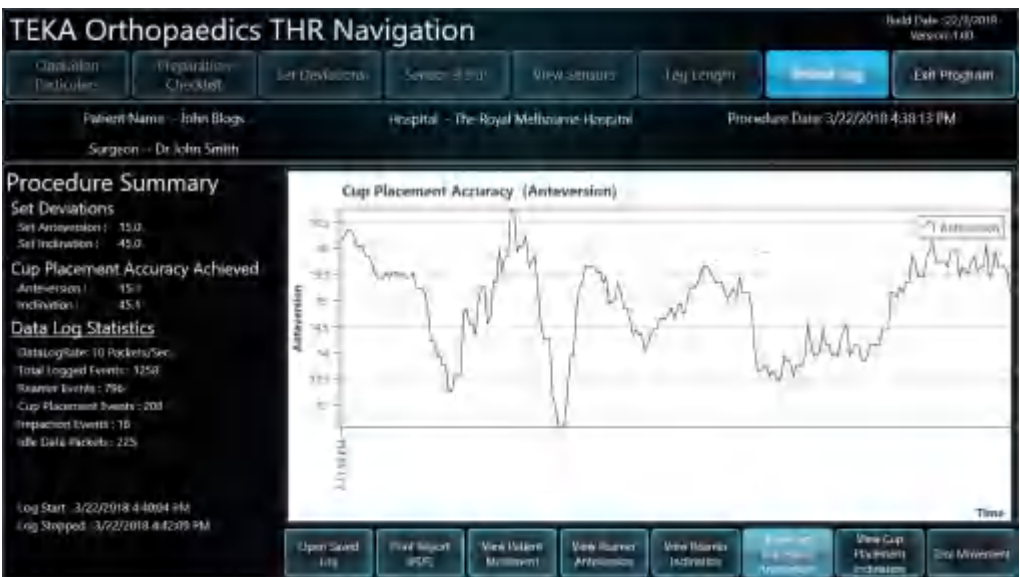 TEKA Orthopaedics THR Navigation
Build Date :22/3/2018
Version 1.00
Operation Particulars
Preparation Checklist
Set Deviations
View Sensors
Leg Length
Exit Program
Patient Name -- John Blogs
Hospital -- The Royal Melbourne Hospital
Procedure Date: 3/22/2018 4:38:13 PM
Surgeon -- Dr John Smith
Procedure Summary
Set Deviations
Set Anteversion : 15.0
Set Inclination : 45.0
Cup Placement Accuracy Achieved
Anteversion : 15.1
Inclination : 45.1
Data Log Statistics
DataLogRate: 10 Packets/Sec.
Total Logged Events : 1258
Reamer Events : 796
Cup Placement Events : 208
Impaction Events : 18
Idle Data Packets : 225
Log Start 3/22/2018 4:40:04 PM
Log Stopped 3/22/2018 4:42:09 PM
Cup Placement Accuracy (Anteversion)
Anteversion
Anteversion
Time
Open Saved Log
Print Report (PDF)
View Patient Movement
View Reamer Anteversion
View Reamer Inclination
View Cup Placement Inclination
Tool Movement